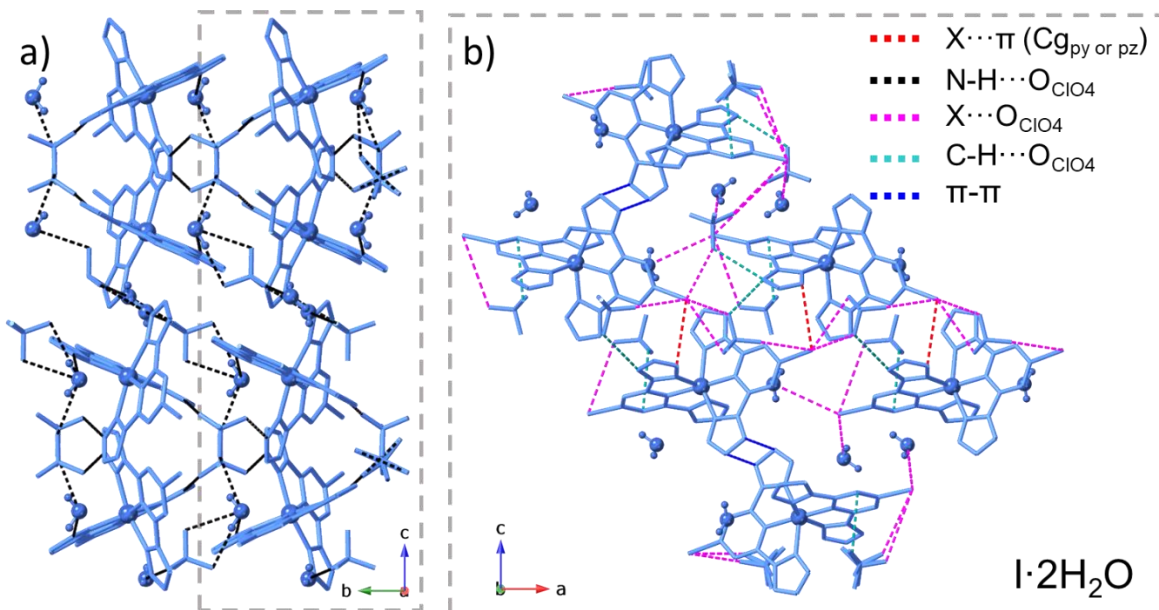 a)
b)
X···π (Cgpy or pz)
N-H···OClO4
X···OClO4
C-H···OClO4
π-π
c
b
a
c
b
a
I·2H2O